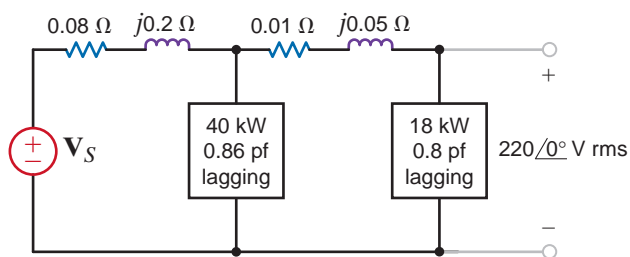 0.08 Ω j0.2 Ω 0.01 Ω j0.05 Ω
+
+
−
V_S
40 kW
0.86 pf
lagging
18 kW
0.8 pf
lagging
220∠0° V rms
−